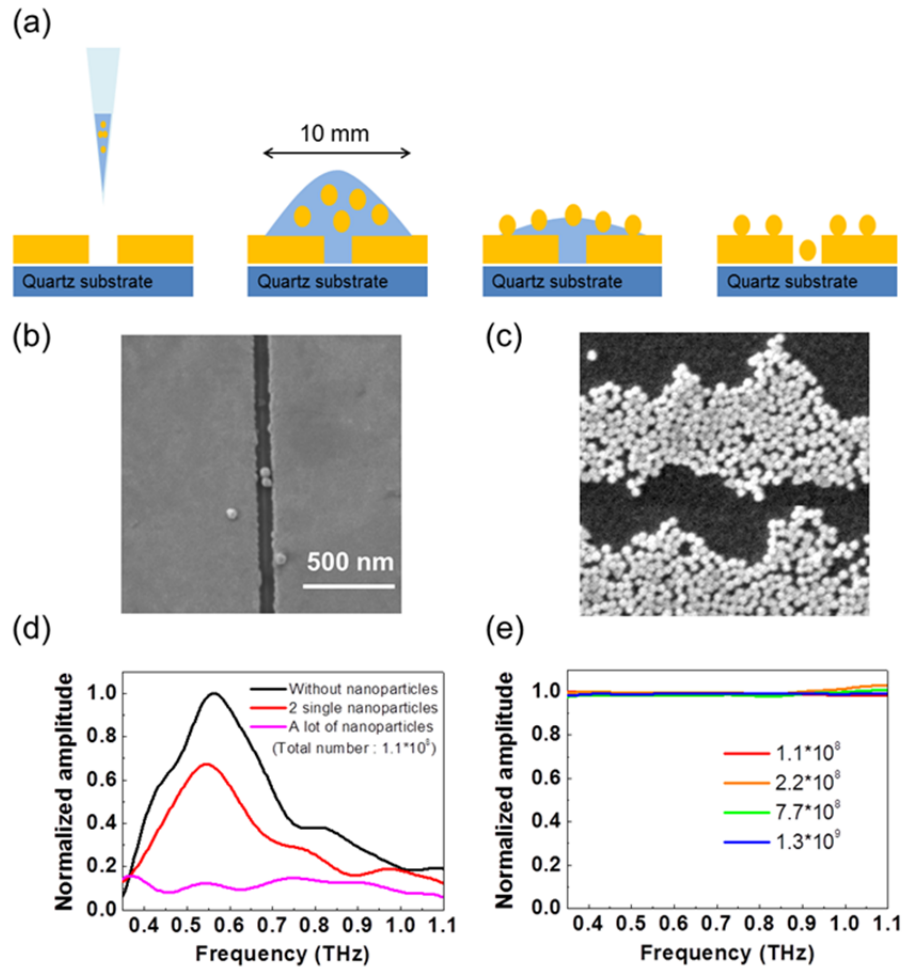 (a)
10 mm
Quartz substrate
Quartz substrate
Quartz substrate
Quartz substrate
(b)
(c)
500 nm
(d)
(e)
Normalized amplitude
1.0
0.8
0.6
0.4
0.2
0.0
Without nanoparticles
2 single nanoparticles
A lot of nanoparticles
(Total number : 1.1*10⁸)
0.4 0.5 0.6 0.7 0.8 0.9 1.0 1.1
Frequency (THz)
Normalized amplitude
1.0
0.8
0.6
0.4
0.2
0.0
1.1*10⁸
2.2*10⁸
7.7*10⁸
1.3*10⁹
0.4 0.5 0.6 0.7 0.8 0.9 1.0 1.1
Frequency (THz)